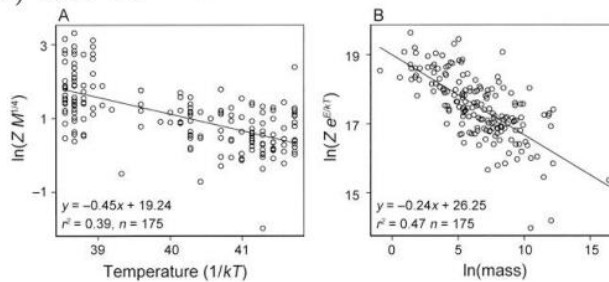 A
B
ln(Z M^1/4)
3
1
−1
y = −0.45x + 19.24
r² = 0.39, n = 175
39
40
41
Temperature (1/kT)
ln(Z e^E/kT)
19
17
15
y = −0.24x + 26.25
r² = 0.47 n = 175
0
5
10
15
ln(mass)